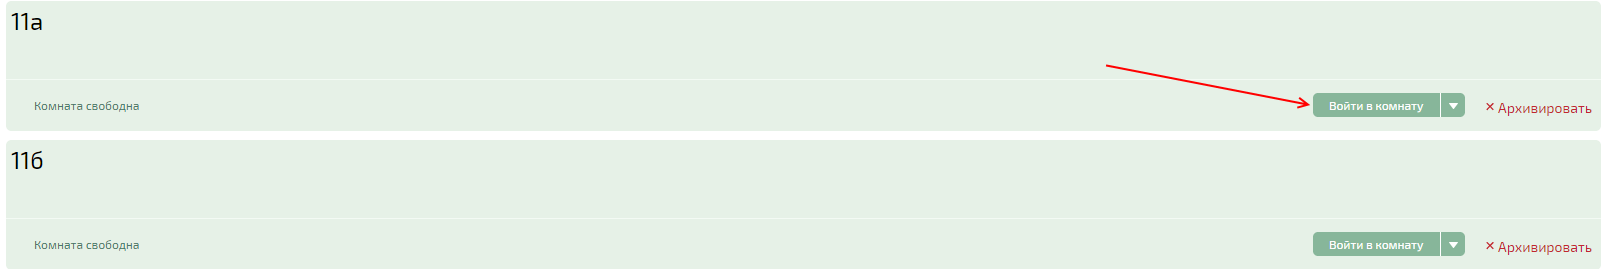 11а
Комната свободна
Войти в комнату
× Архивировать
11б
Комната свободна
Войти в комнату
× Архивировать